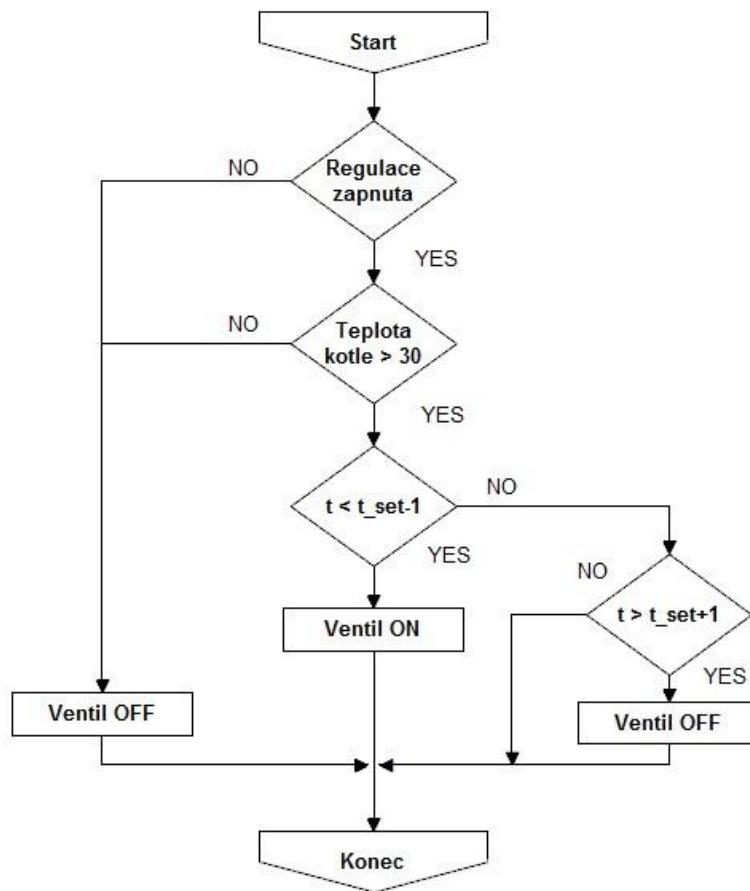 Start
Regulace
zapnuta
NO
YES
Teplota
kotle > 30
NO
YES
t < t_set-1
NO
YES
Ventil ON
NO
t > t_set+1
YES
Ventil OFF
Ventil OFF
Konec